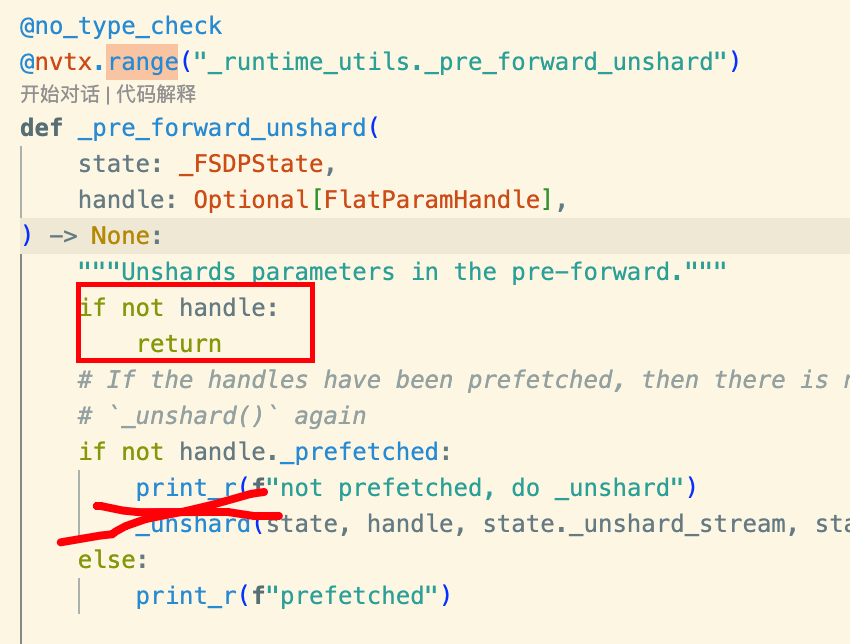 @no_type_check
@nvtx.range("_runtime_utils._pre_forward_unshard")
开始对话 | 代码解释
def _pre_forward_unshard(
state: _FSDPState,
handle: Optional[FlatParamHandle],
) -> None:
"""Unshards parameters in the pre-forward."""
if not handle:
return
# If the handles have been prefetched, then there is
# `_unshard()` again
if not handle._prefetched:
print_r(f"not prefetched, do _unshard")
_unshard(state, handle, state._unshard_stream,
else:
print_r(f"prefetched")